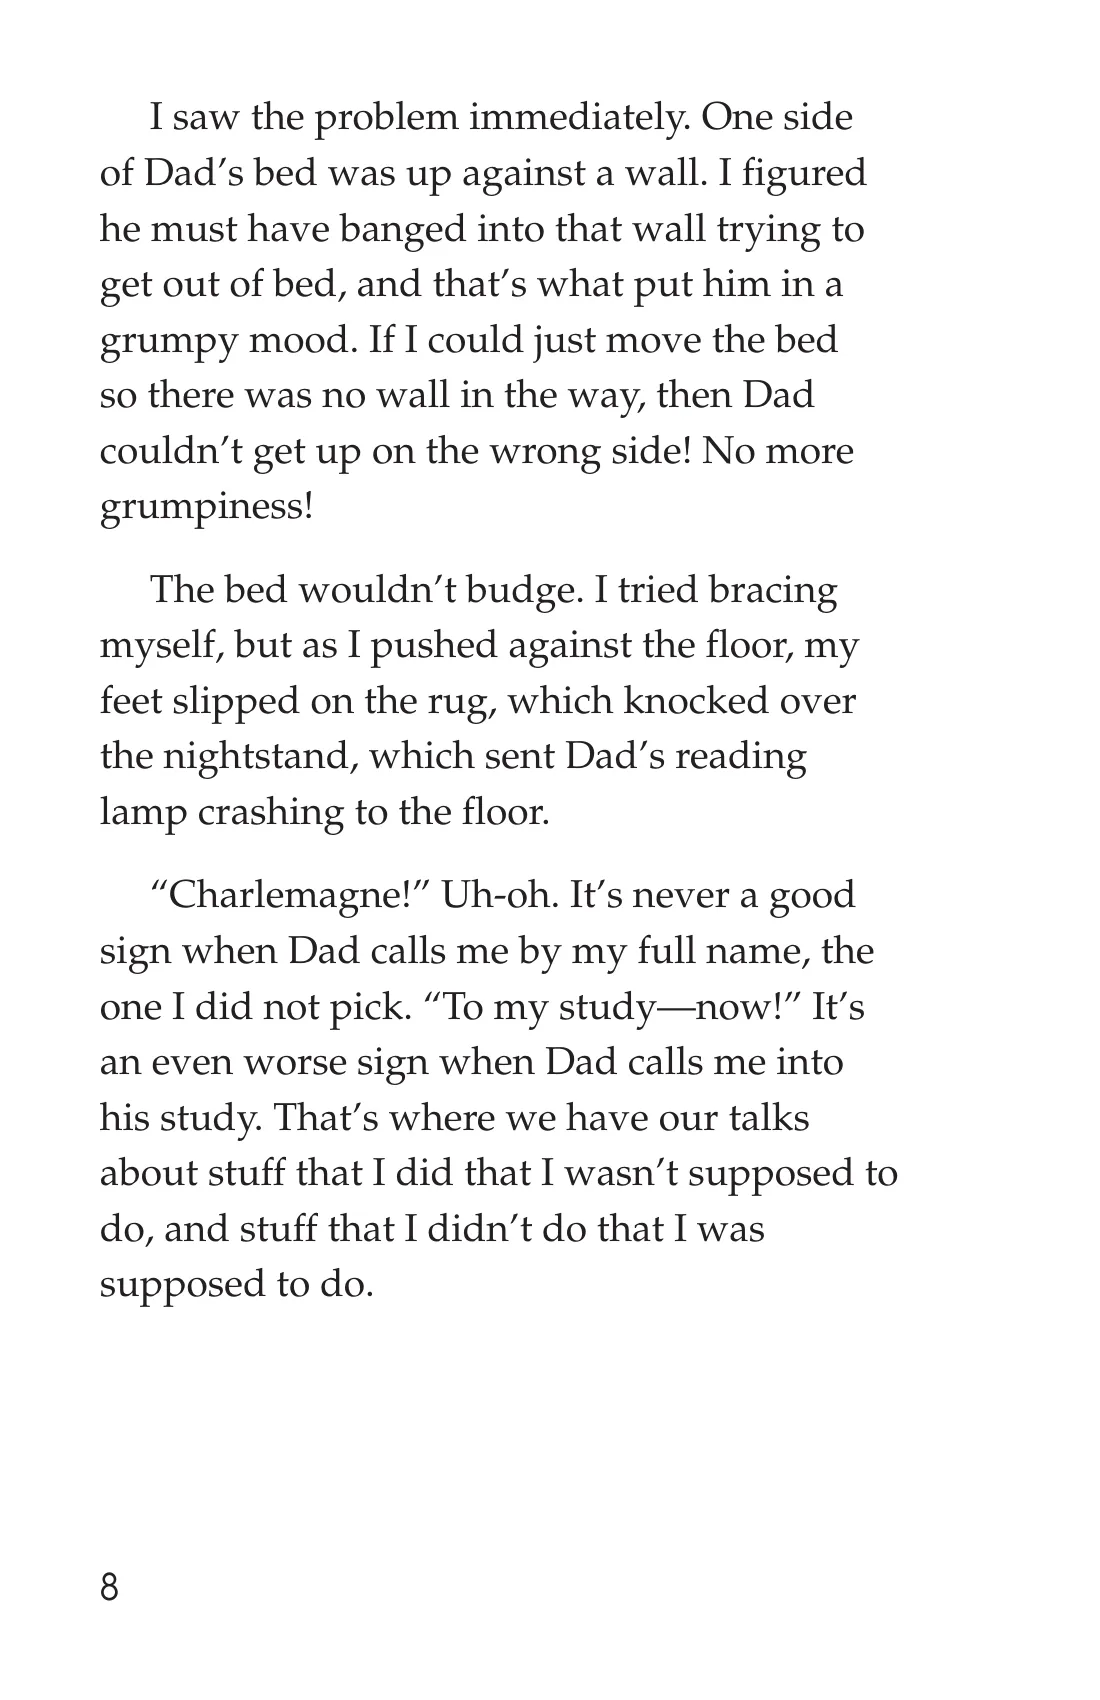 I saw the problem immediately. One side
of Dad’s bed was up against a wall. I figured
he must have banged into that wall trying to
get out of bed, and that’s what put him in a
grumpy mood. If I could just move the bed
so there was no wall in the way, then Dad
couldn’t get up on the wrong side! No more
grumpiness!
The bed wouldn’t budge. I tried bracing
myself, but as I pushed against the floor, my
feet slipped on the rug, which knocked over
the nightstand, which sent Dad’s reading
lamp crashing to the floor.
“Charlemagne!” Uh-oh. It’s never a good
sign when Dad calls me by my full name, the
one I did not pick. “To my study—now!” It’s
an even worse sign when Dad calls me into
his study. That’s where we have our talks
about stuff that I did that I wasn’t supposed to
do, and stuff that I didn’t do that I was
supposed to do.
8